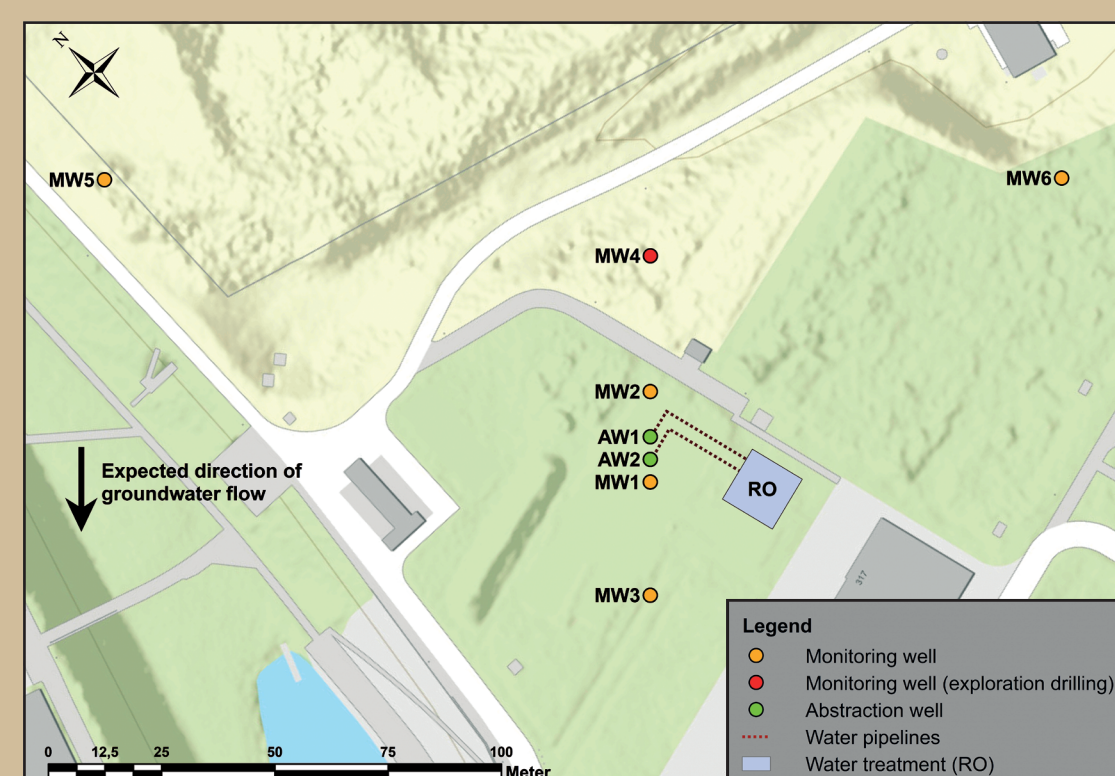 N
MW5
MW6
MW4
MW2
AW1
AW2
MW1
RO
Expected direction of
groundwater flow
317
MW3
Legend
Monitoring well
Monitoring well (exploration drilling)
Abstraction well
Water pipelines
Water treatment (RO)
0 12,5 25 50 75 100
Meter